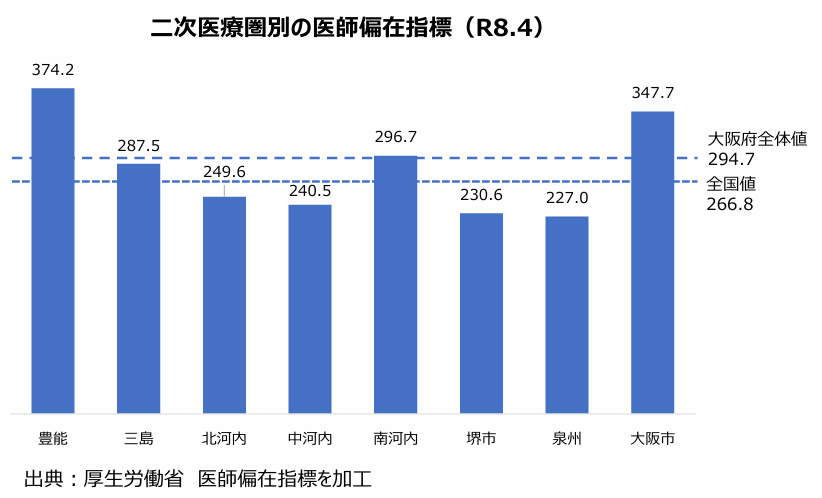 二次医療圏別の医師偏在指標（R8.4）
374.2
287.5
249.6
240.5
296.7
230.6
227.0
347.7
大阪府全体値
294.7
全国値
266.8
豊能
三島
北河内
中河内
南河内
堺市
泉州
大阪市
出典：厚生労働省　医師偏在指標を加工